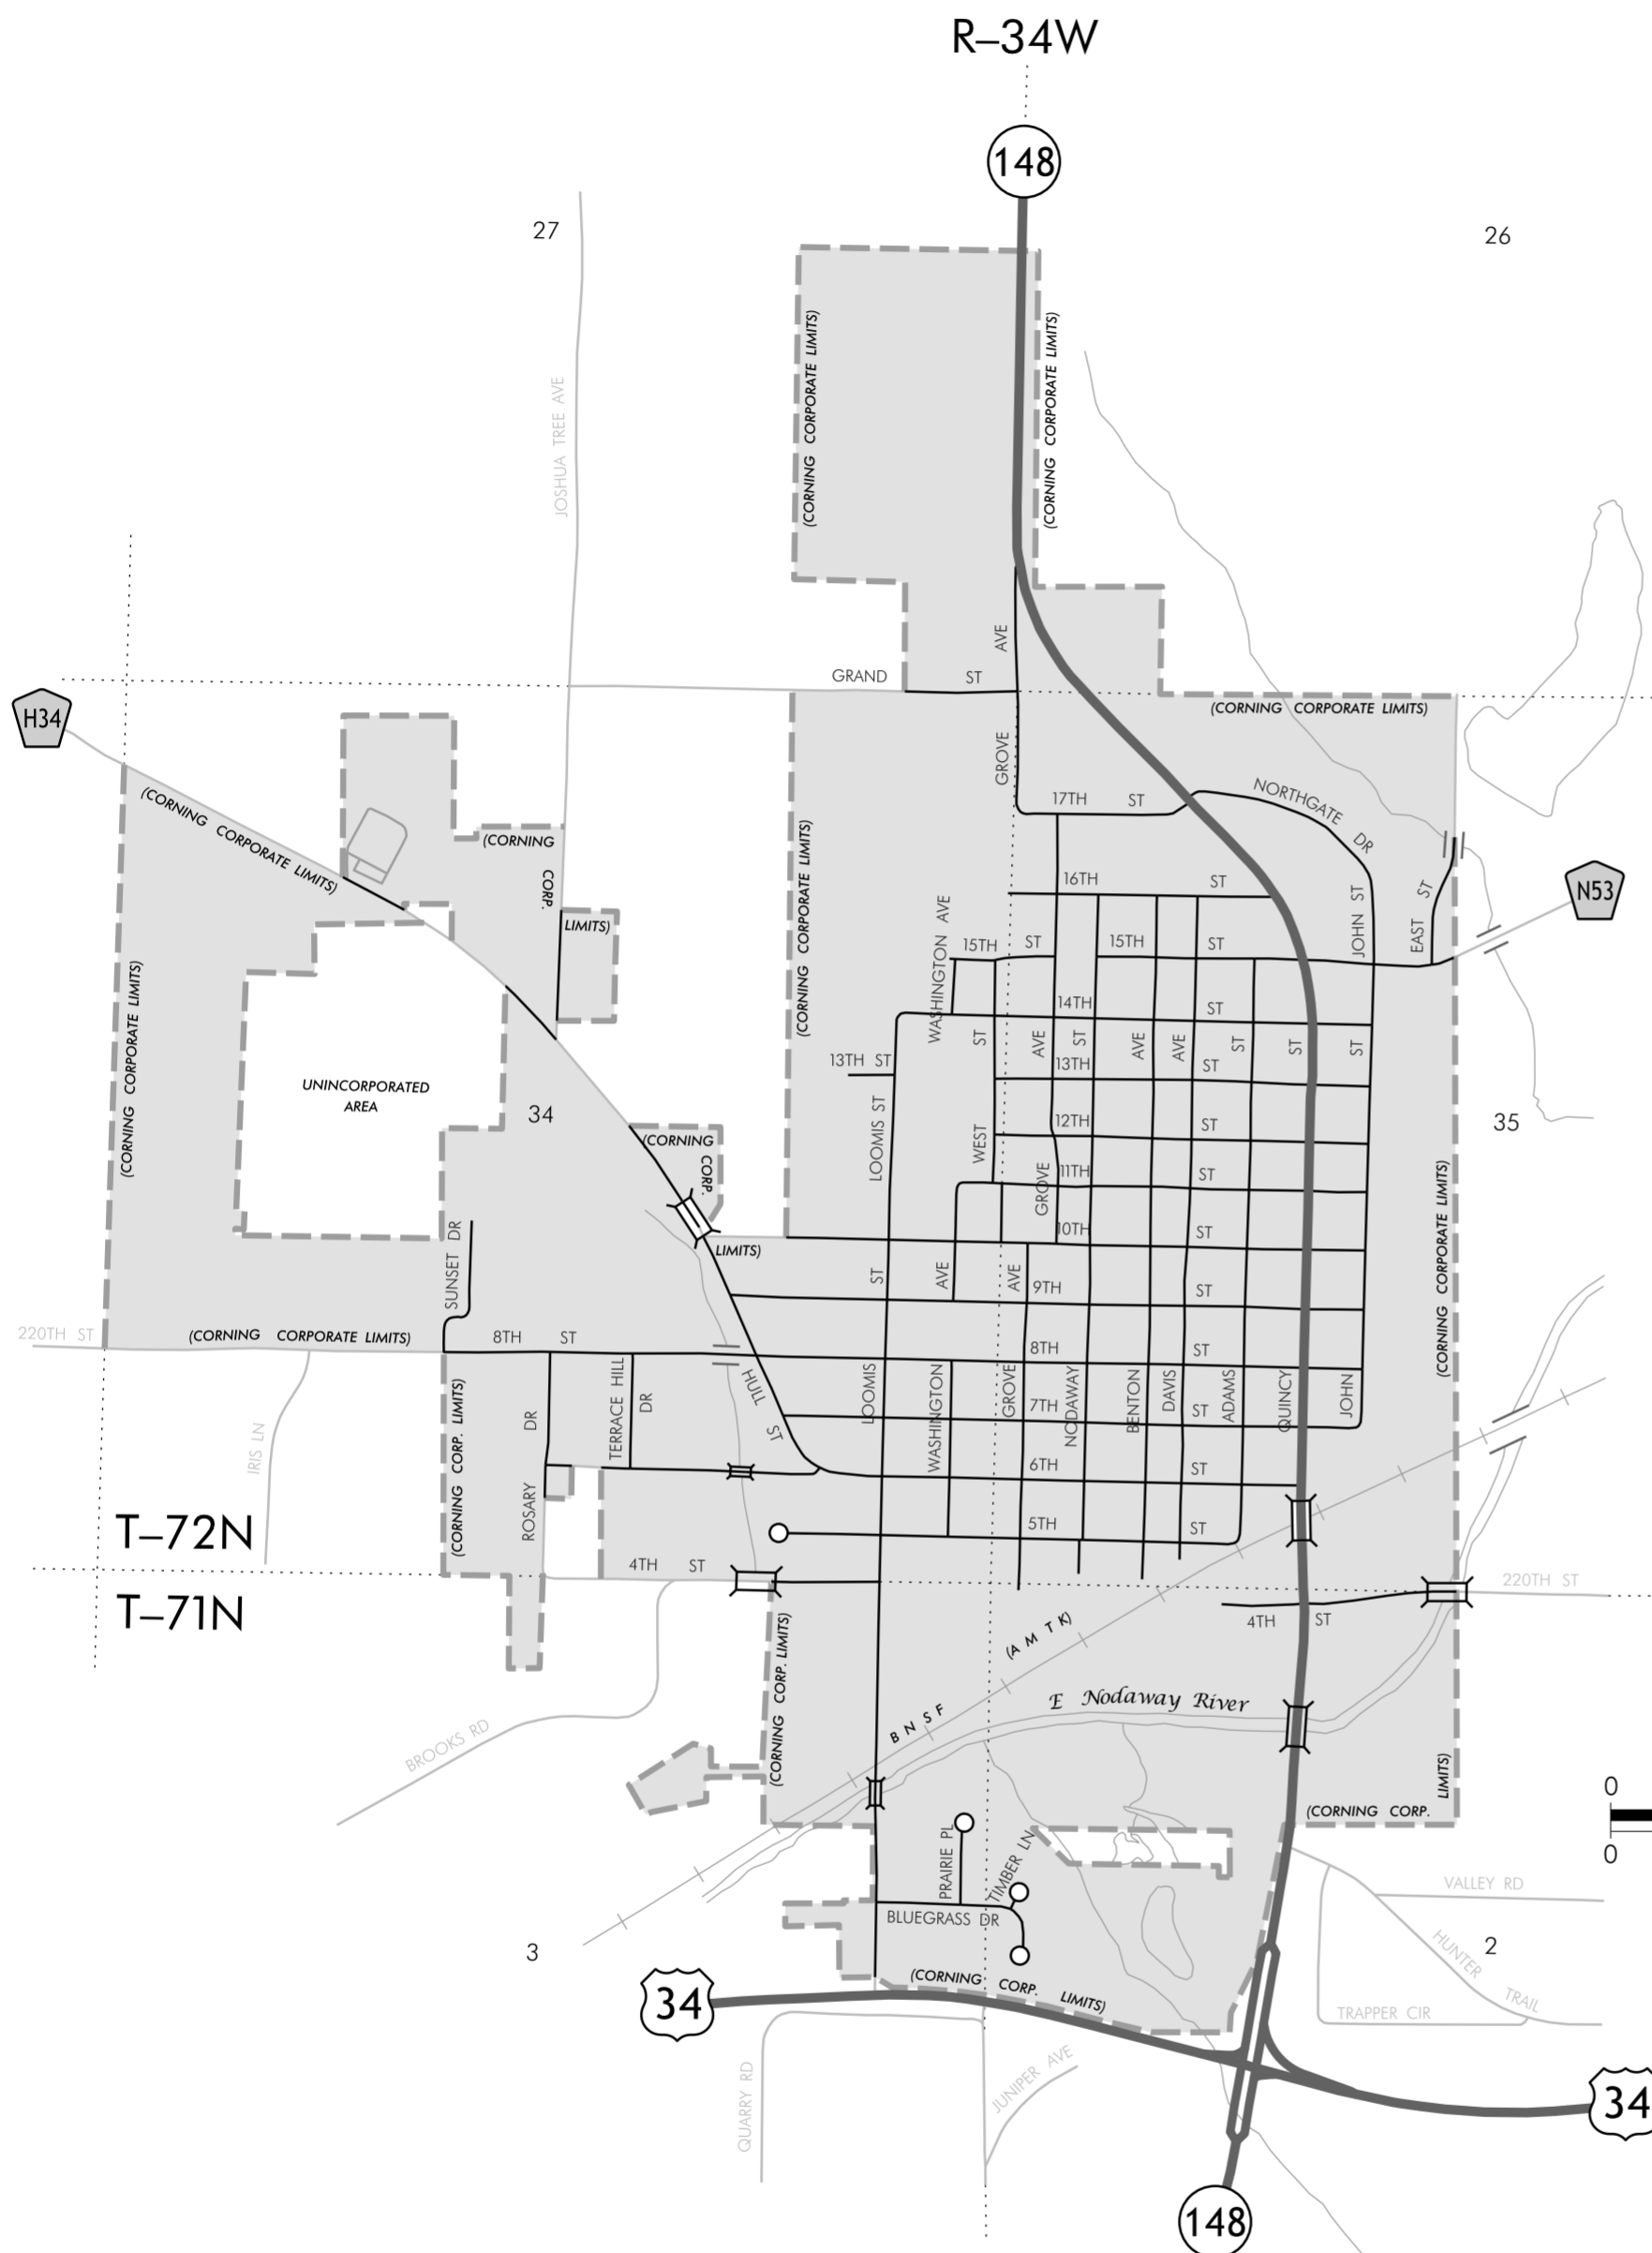 R–34W
148
27
26
JOSHUA TREE AVE
(CORNING CORPORATE LIMITS)
(CORNING CORPORATE LIMITS)
AVE
GRAND ST
H34
(CORNING CORPORATE LIMITS)
GROVE
17TH ST
NORTHGATE DR
(CORNING CORPORATE LIMITS)
(CORNING
CORP.
LIMITS)
(CORNING CORPORATE LIMITS)
16TH ST
JOHN ST
EAST ST
N53
WASHINGTON AVE
15TH ST
15TH ST
(CORNING CORPORATE LIMITS)
14TH ST
ST
AVE
ST
AVE
AVE
ST
ST
ST
13TH ST
13TH ST
UNINCORPORATED
AREA
34
LOOMIS ST
WEST
12TH ST
35
(CORNING
CORP.
LIMITS)
11TH ST
GROVE
10TH ST
(CORNING CORPORATE LIMITS)
SUNSET DR
ST
AVE
AVE
9TH ST
220TH ST
(CORNING CORPORATE LIMITS)
8TH ST
8TH ST
HULL ST
LOOMIS
WASHINGTON
GROVE
NODAWAY
BENTON
DAVIS
ADAMS
QUINCY
JOHN
7TH ST
(CORNING CORP. LIMITS)
ROSARY DR
TERRACE HILL DR
IRIS LN
6TH ST
T–72N
5TH ST
4TH ST
T–71N
220TH ST
4TH ST
(CORNING CORP. LIMITS)
BNSF (AMTK)
E Nodaway River
BROOKS RD
(CORNING CORP. LIMITS)
0
0
PRAIRIE PL
TIMBER LN
BLUEGRASS DR
VALLEY RD
HUNTER TRAIL
TRAPPER CIR
3
2
(CORNING CORP. LIMITS)
34
QUARRY RD
JUNIPER AVE
34
148